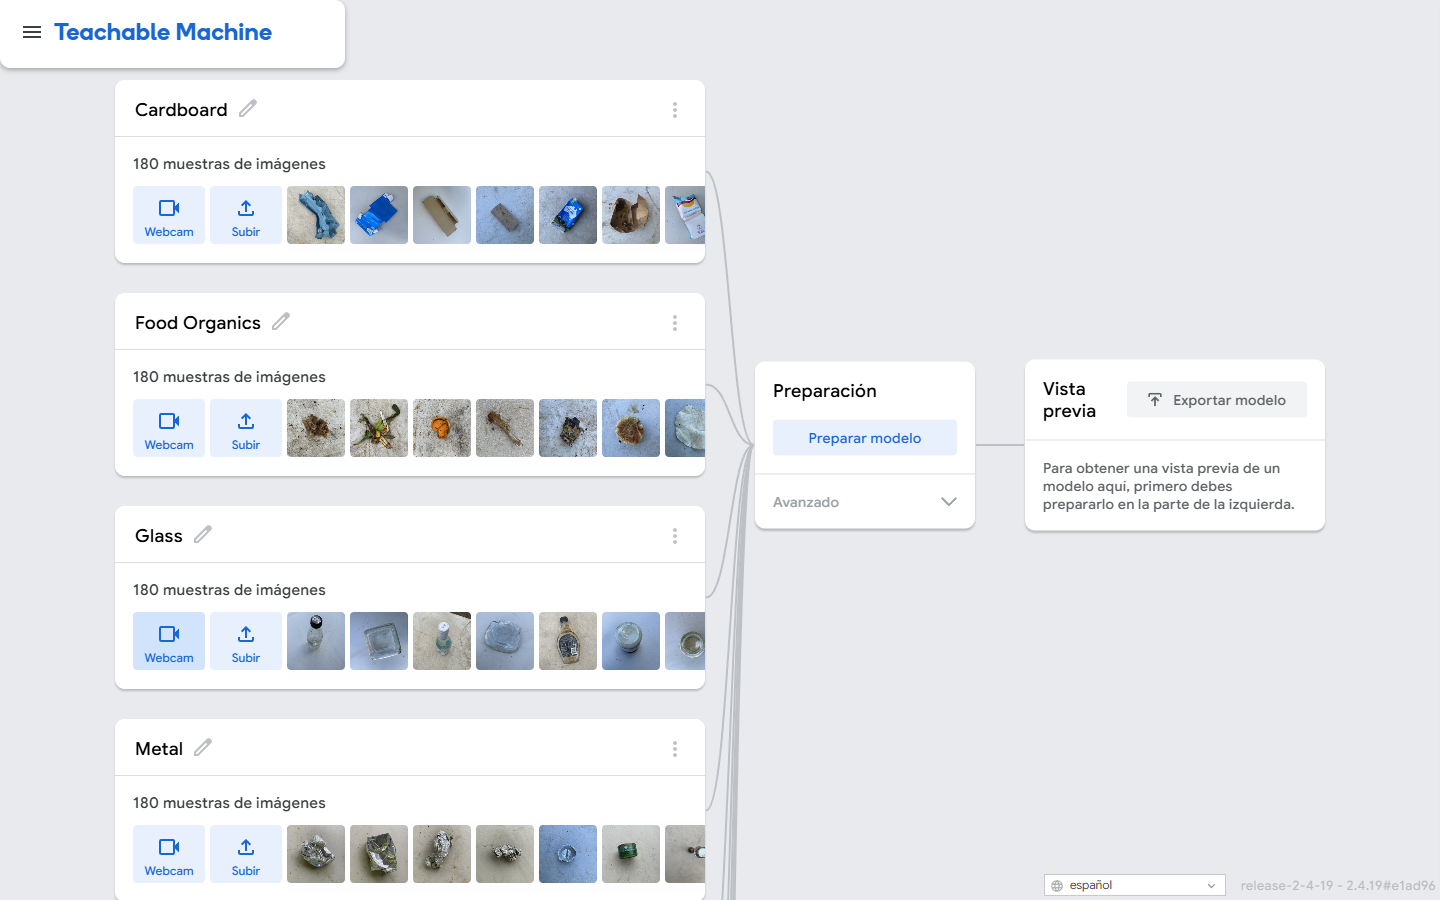 Teachable Machine
Cardboard
180 muestras de imágenes
Webcam
Subir
Food Organics
180 muestras de imágenes
Webcam
Subir
Glass
180 muestras de imágenes
Webcam
Subir
Metal
180 muestras de imágenes
Webcam
Subir
Preparación
Preparar modelo
Avanzado
Vista
previa
Exportar modelo
Para obtener una vista previa de un
modelo aquí, primero debes
prepararlo en la parte de la izquierda.
español
release-2-4-19 - 2.4.19#e1ad96